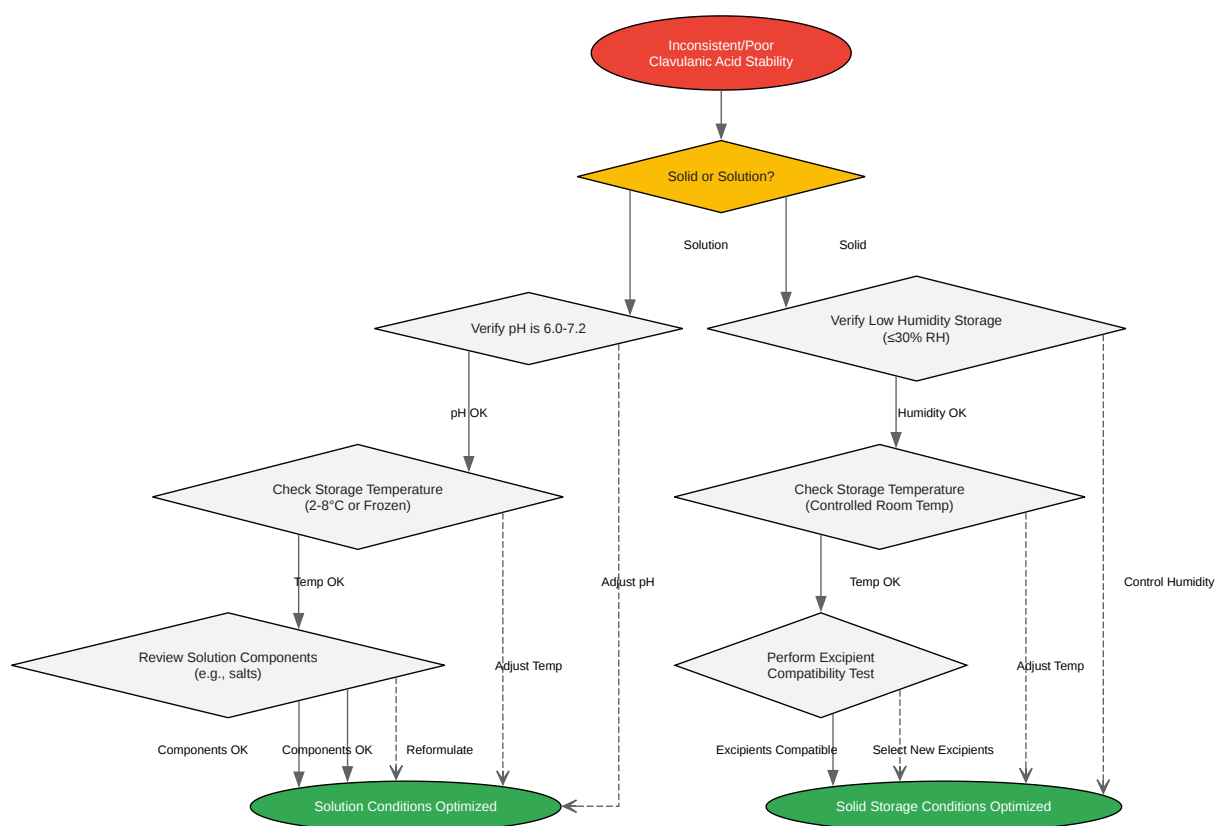 Inconsistent/Poor
Clavulanic Acid Stability
Solid or Solution?
Solution
Solid
Verify pH is 6.0-7.2
Verify Low Humidity Storage
(≤30% RH)
pH OK
Humidity OK
Check Storage Temperature
(2-8°C or Frozen)
Check Storage Temperature
(Controlled Room Temp)
Temp OK
Adjust pH
Temp OK
Control Humidity
Review Solution Components
(e.g., salts)
Adjust Temp
Perform Excipient
Compatibility Test
Adjust Temp
Components OK
Components OK
Reformulate
Excipients Compatible
Select New Excipients
Solution Conditions Optimized
Solid Storage Conditions Optimized